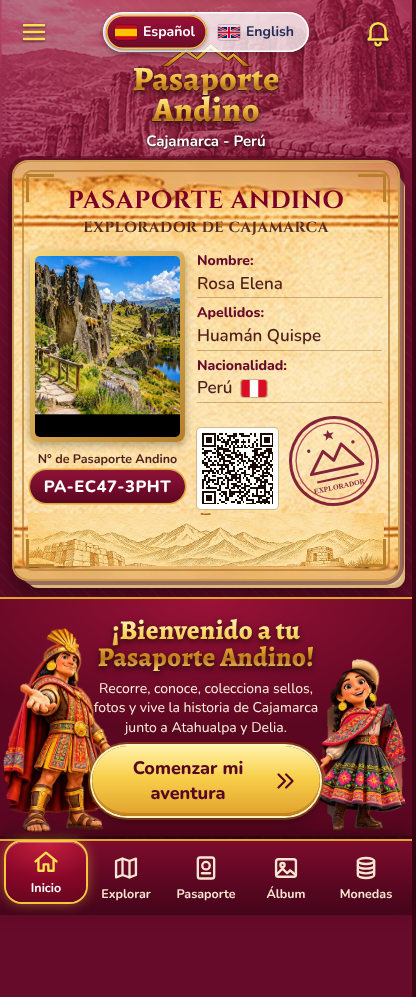 Español English
Pasaporte
Andino
Cajamarca - Perú
PASAPORTE ANDINO
EXPLORADOR DE CAJAMARCA
Nombre:
Rosa Elena
Apellidos:
Huamán Quispe
Nacionalidad:
Perú
N° de Pasaporte Andino
PA-EC47-3PHT
EXPLORADOR
¡Bienvenido a tu
Pasaporte Andino!
Recorre, conoce, colecciona sellos,
fotos y vive la historia de Cajamarca
junto a Atahualpa y Delia.
Comenzar mi
aventura
Inicio Explorar Pasaporte Álbum Monedas